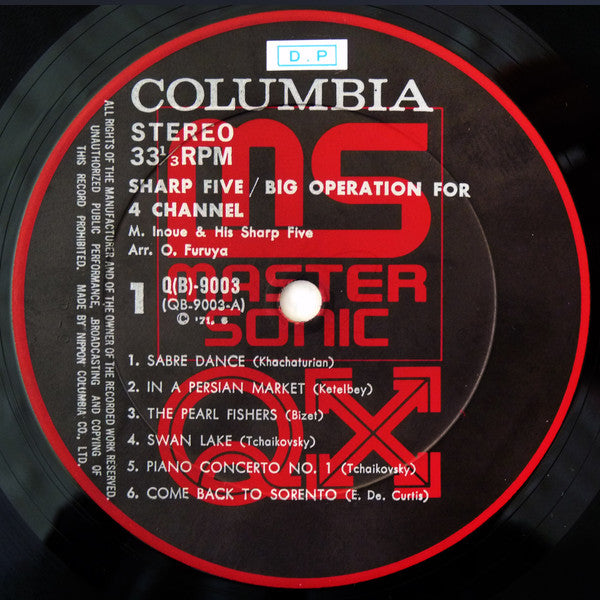 D.P
COLUMBIA
STEREO
33 1/3 RPM
SHARP FIVE / BIG OPERATION FOR
4 CHANNEL
M. Inoue & His Sharp Five
Arr. O. Furuya
1
Q(B)-9003
(QB-9003-A)
© '71. 6
MS
MASTER
SONIC
QX
1. SABRE DANCE (Khachaturian)
2. IN A PERSIAN MARKET (Ketelbey)
3. THE PEARL FISHERS (Bizet)
4. SWAN LAKE (Tchaikovsky)
5. PIANO CONCERTO NO. 1 (Tchaikovsky)
6. COME BACK TO SORENTO (E. De. Curtis)
ALL RIGHTS OF THE MANUFACTURER AND OF THE OWNER OF THE RECORDED WORK RESERVED.
UNAUTHORIZED PUBLIC PERFORMANCE, BROADCASTING AND COPYING OF
THIS RECORD PROHIBITED. MADE BY NIPPON COLUMBIA CO., LTD.